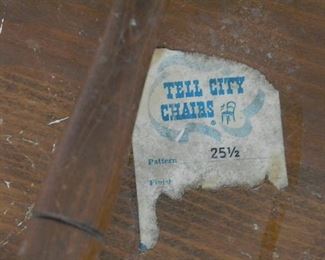 TELL CITY
CHAIRS ®
Pattern 25½
Finish